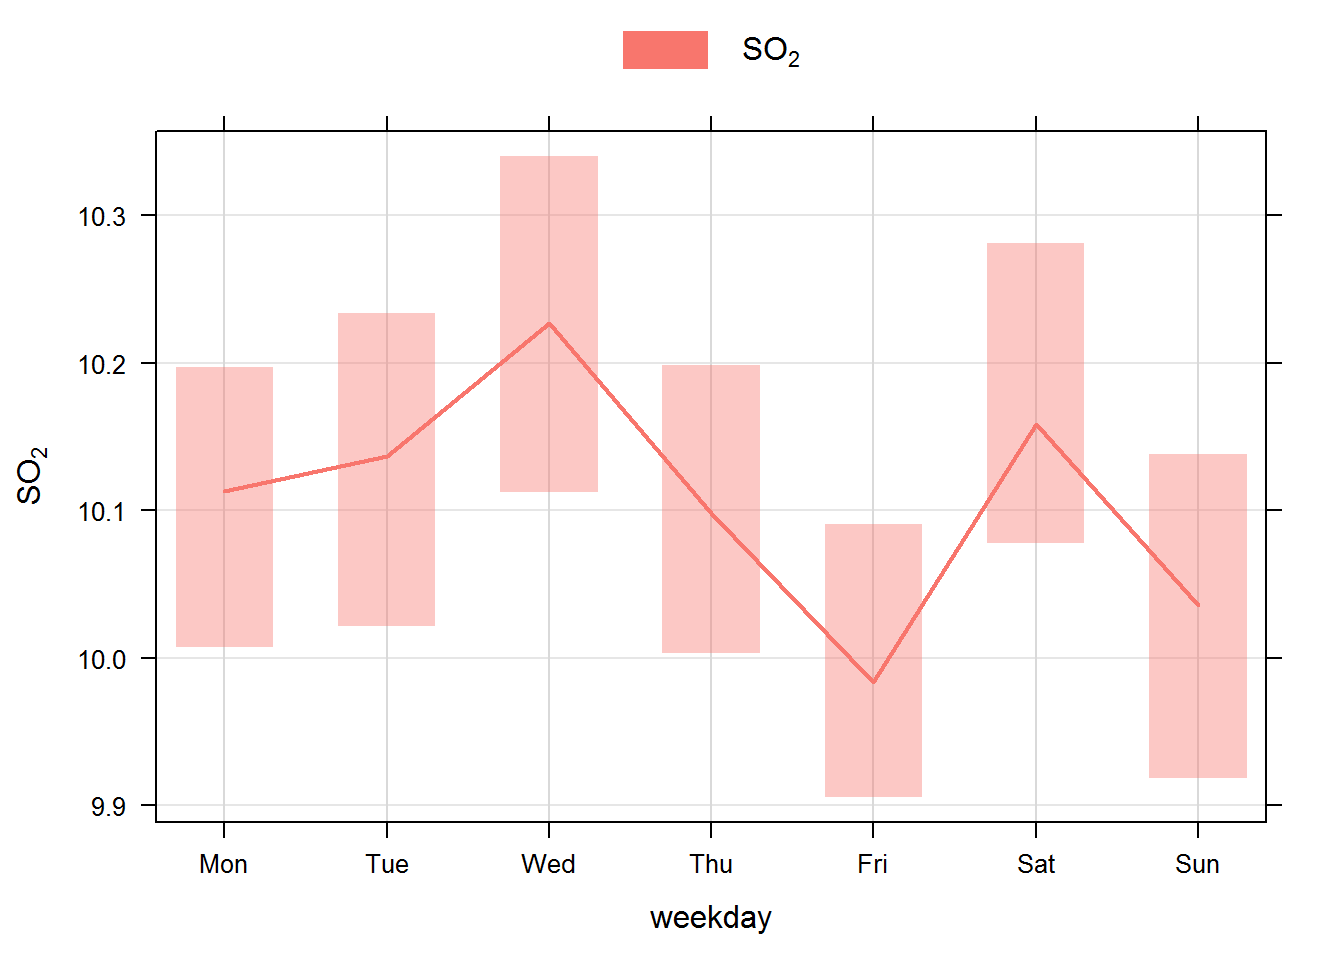 SO₂
10.3
10.2
10.1
10.0
9.9
SO₂
Mon Tue Wed Thu Fri Sat Sun
weekday